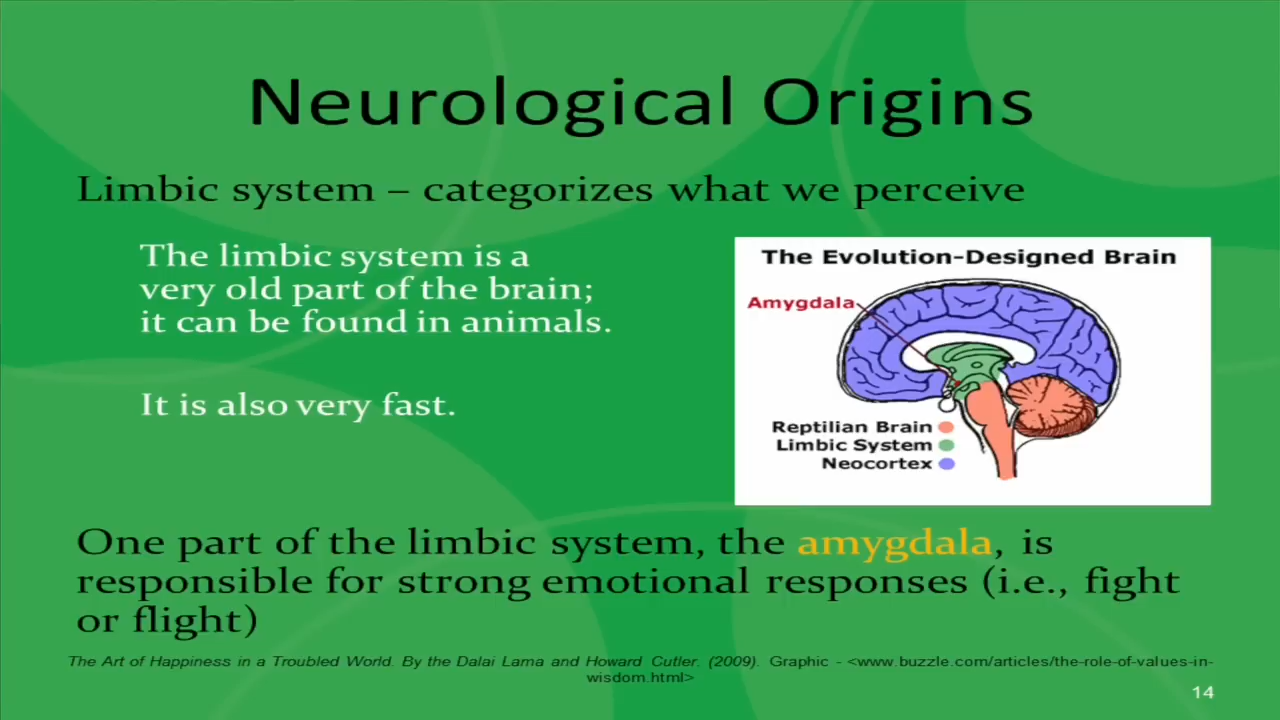 Neurological Origins
Limbic system – categorizes what we perceive
The limbic system is a
very old part of the brain;
it can be found in animals.
It is also very fast.
The Evolution-Designed Brain
Amygdala
Reptilian Brain
Limbic System
Neocortex
One part of the limbic system, the amygdala, is
responsible for strong emotional responses (i.e., fight
or flight)
The Art of Happiness in a Troubled World. By the Dalai Lama and Howard Cutler. (2009). Graphic - <www.buzzle.com/articles/the-role-of-values-in-
wisdom.html>
14